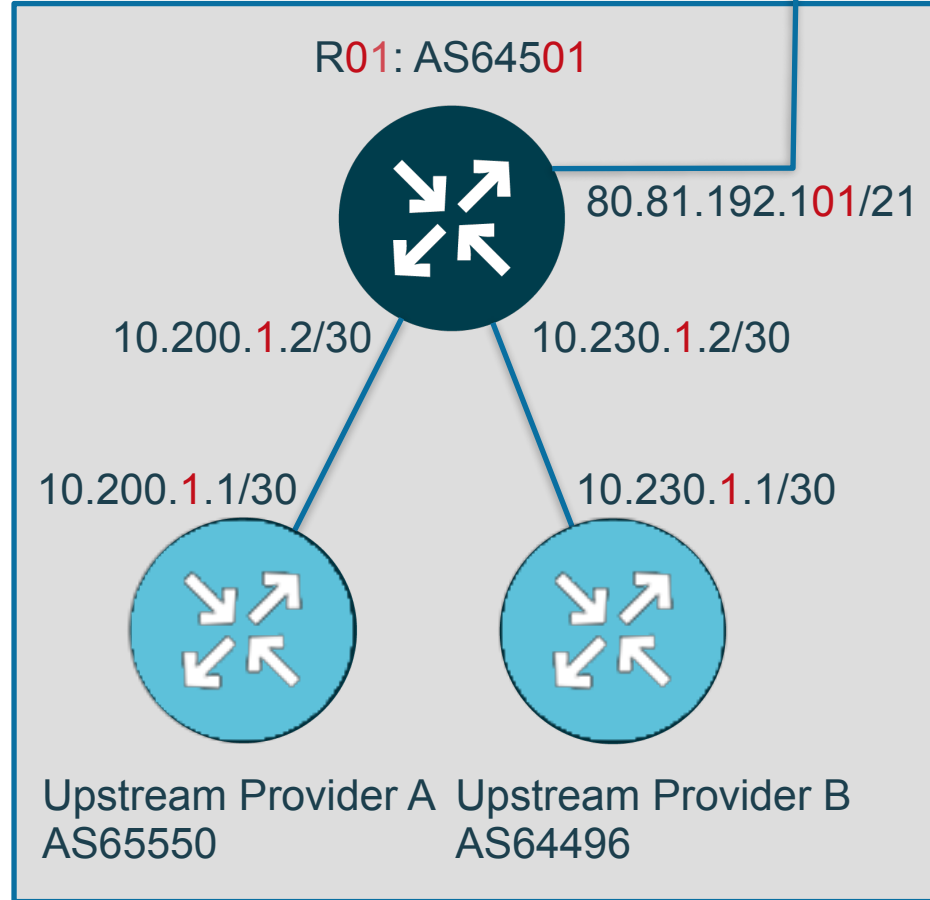 R01: AS64501
80.81.192.101/21
10.200.1.2/30
10.230.1.2/30
10.200.1.1/30
10.230.1.1/30
Upstream Provider A
AS65550
Upstream Provider B
AS64496